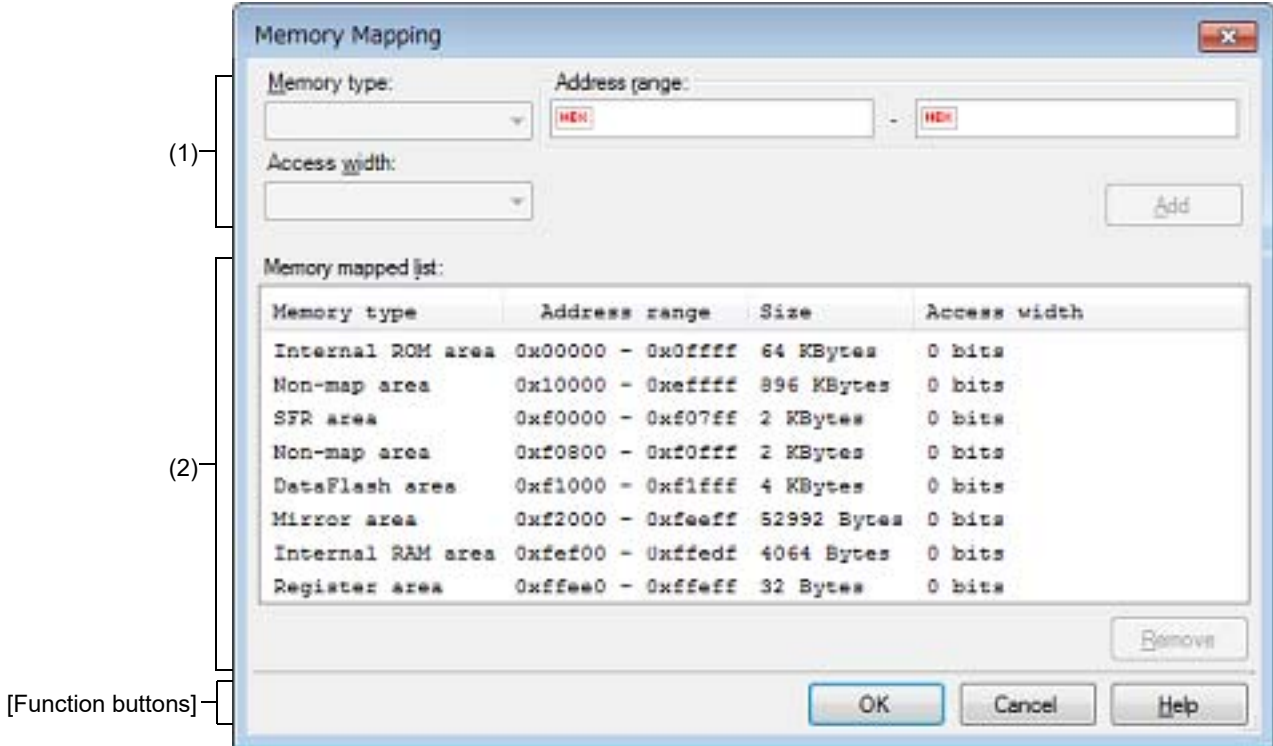 Memory Mapping
Memory type: Address range:
HEX - HEX
(1)
Access width:
Add
Memory mapped list:
Memory type Address range Size Access width
Internal ROM area 0x00000 - 0x0ffff 64 KBytes 0 bits
Non-map area 0x10000 - 0xeffff 896 KBytes 0 bits
SFR area 0xf0000 - 0xf07ff 2 KBytes 0 bits
Non-map area 0xf0800 - 0xf0fff 2 KBytes 0 bits
(2)
DataFlash area 0xf1000 - 0xf1fff 4 KBytes 0 bits
Mirror area 0xf2000 - 0xfeeff 52992 Bytes 0 bits
Internal RAM area 0xfef00 - 0xffedf 4064 Bytes 0 bits
Register area 0xffee0 - 0xffeff 32 Bytes 0 bits
Remove
[Function buttons]
OK Cancel Help